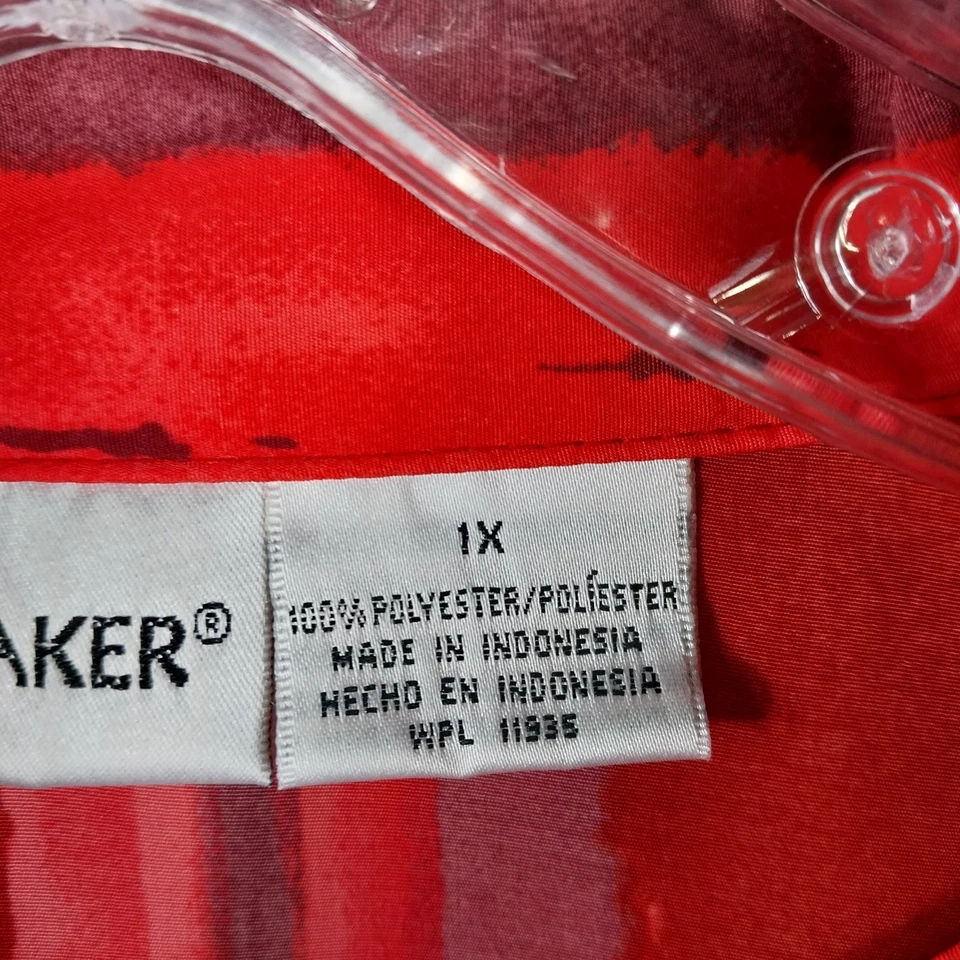 AKER®
1X
100% POLYESTER/POLÍESTER
MADE IN INDONESIA
HECHO EN INDONESIA
WPL 11935